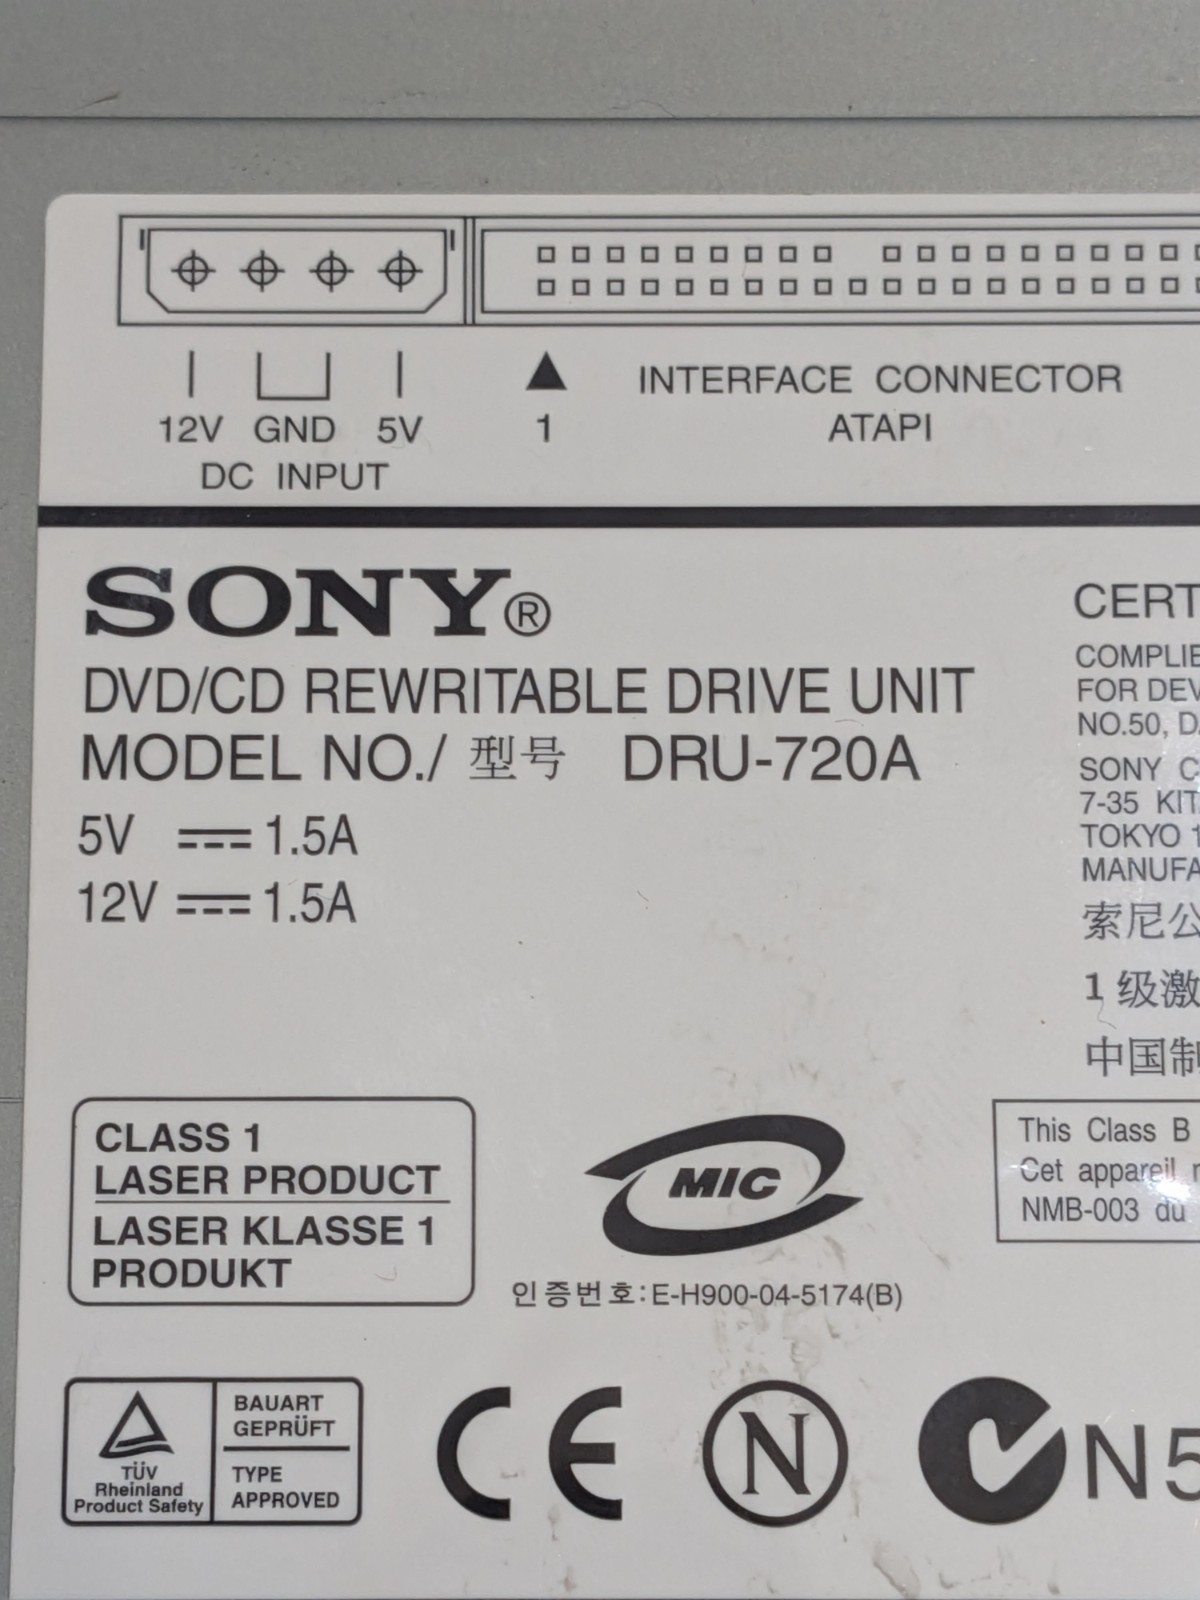 12V GND 5V
DC INPUT
1
INTERFACE CONNECTOR
ATAPI
SONY®
DVD/CD REWRITABLE DRIVE UNIT
MODEL NO./ 型号 DRU-720A
5V ⎓ 1.5A
12V ⎓ 1.5A
CERT
COMPLIE
FOR DEV
NO.50, D
SONY C
7-35 KIT
TOKYO 1
MANUFA
索尼公
1 级激
中国制
CLASS 1
LASER PRODUCT
LASER KLASSE 1
PRODUKT
MIC
인증번호:E-H900-04-5174(B)
This Class B
Cet appareil
NMB-003 du
TÜV
Rheinland
Product Safety
BAUART
GEPRÜFT
TYPE
APPROVED
CE
N
N5